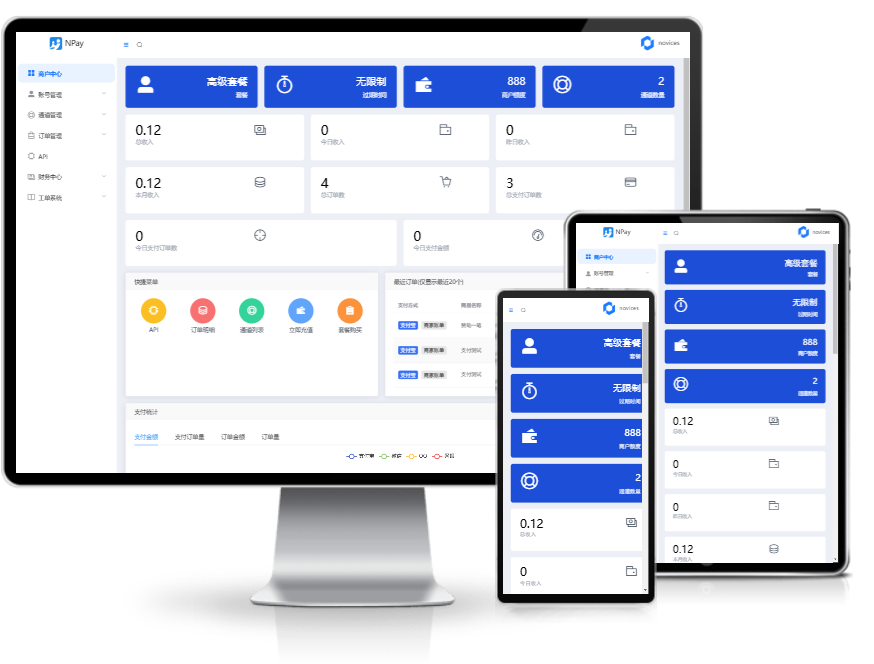 NPay
novices
商户中心
账号管理
通道管理
订单管理
API
财务中心
工单系统
高级套餐
套餐
无限制
过期时间
888
商户额度
2
通道数量
0.12
总收入
0
今日收入
0
昨日收入
0.12
本月收入
4
总订单数
3
总支付订单数
0
今日支付订单数
0
今日支付金额
快捷菜单
API
订单明细
通道列表
立即充值
套餐购买
最近订单(仅显示最近20个)
支付方式
商品名称
支付宝 商家账单 赞助一笔
支付宝 商家账单 支付测试
支付宝 商家账单 支付测试
支付统计
支付金额 支付订单量 订单金额 订单量
novices
高级套餐
套餐
无限制
过期时间
888
商户额度
2
通道数量
0.12
总收入
0
今日收入
NPay
novices
商户中心
账号管理
高级套餐
套餐
无限制
过期时间
888
商户额度
2
通道数量
0.12
总收入
0
今日收入
0
昨日收入
0.12
本月收入